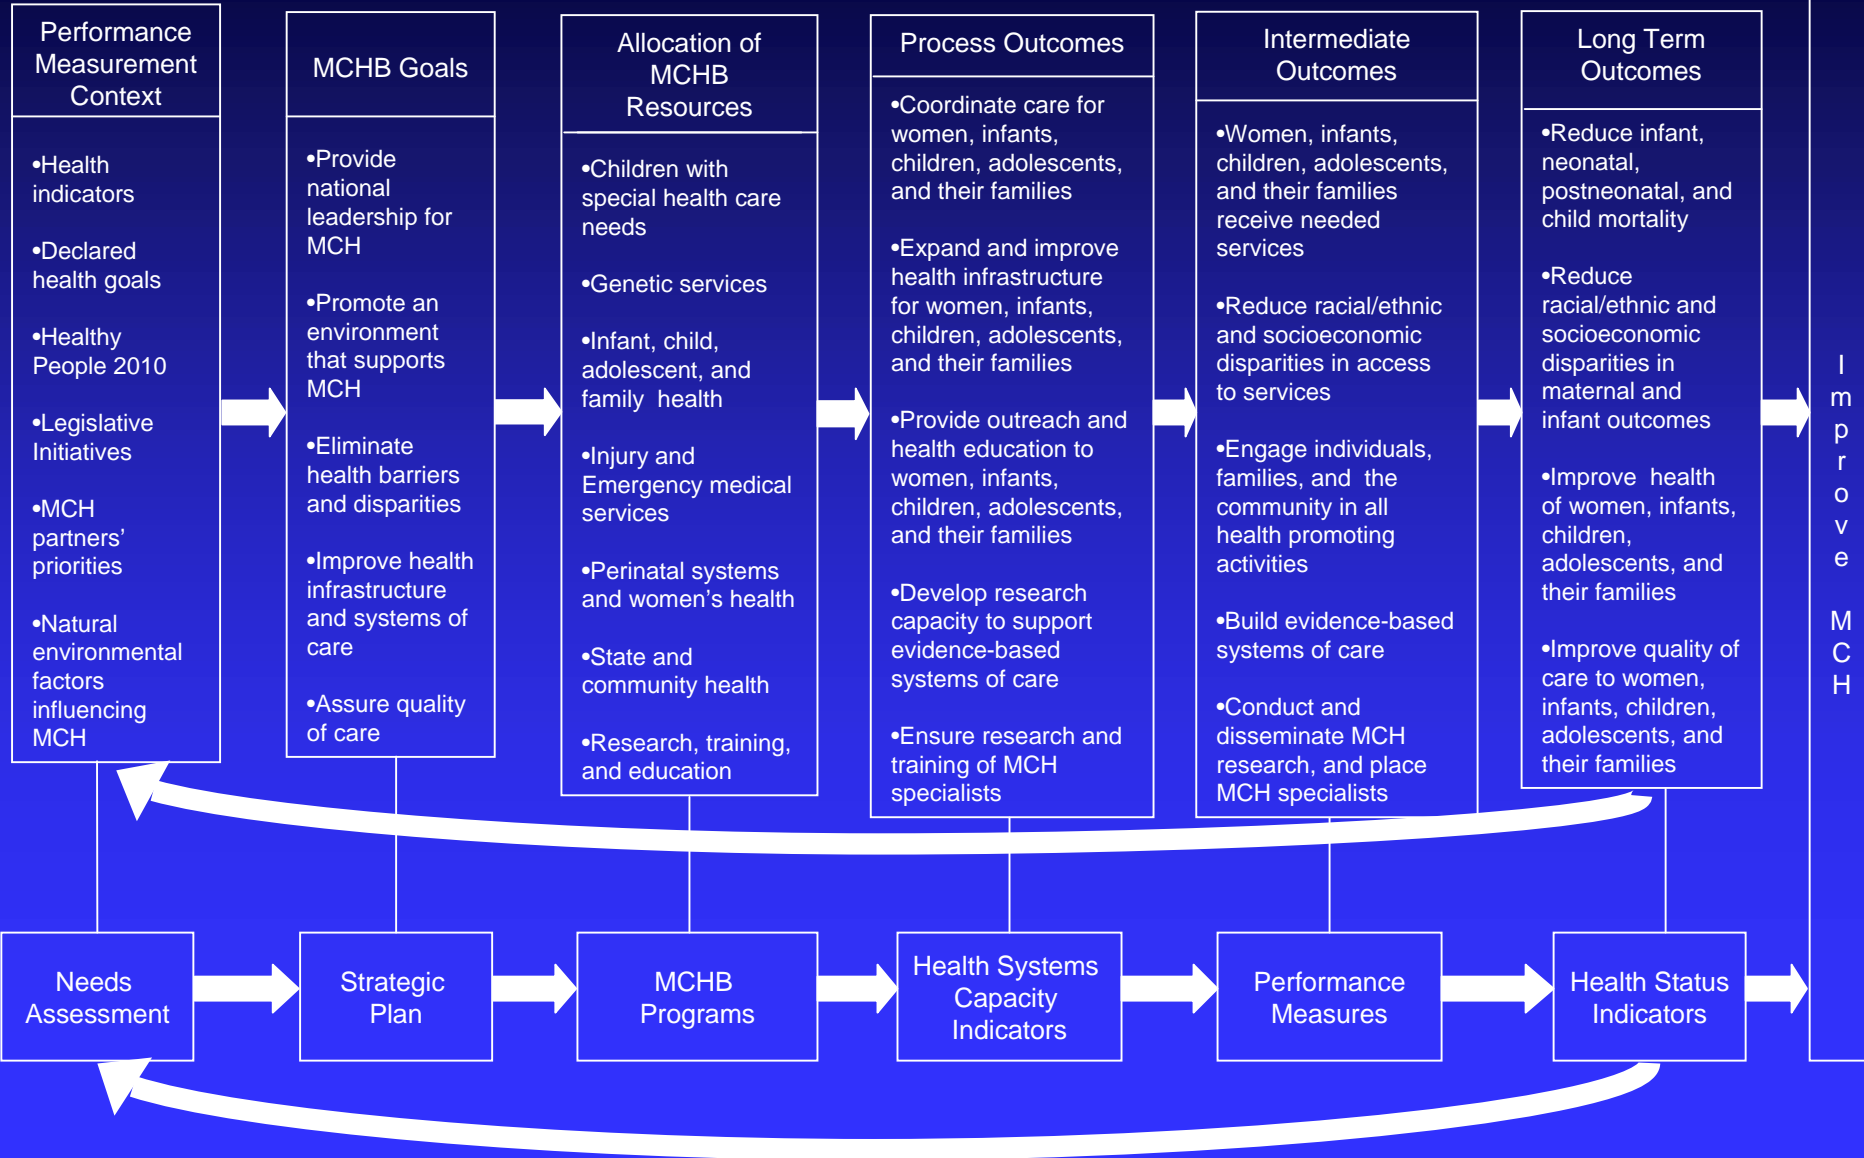 Performance
Measurement
Context
•Health
indicators
•Declared
health goals
•Healthy
People 2010
•Legislative
Initiatives
•MCH
partners’
priorities
•Natural
environmental
factors
influencing
MCH
MCHB Goals
•Provide
national
leadership for
MCH
•Promote an
environment
that supports
MCH
•Eliminate
health barriers
and disparities
•Improve health
infrastructure
and systems of
care
•Assure quality
of care
Allocation of
MCHB
Resources
•Children with
special health care
needs
•Genetic services
•Infant, child,
adolescent, and
family health
•Injury and
Emergency medical
services
•Perinatal systems
and women’s health
•State and
community health
•Research, training,
and education
Process Outcomes
•Coordinate care for
women, infants,
children, adolescents,
and their families
•Expand and improve
health infrastructure
for women, infants,
children, adolescents,
and their families
•Provide outreach and
health education to
women, infants,
children, adolescents,
and their families
•Develop research
capacity to support
evidence-based
systems of care
•Ensure research and
training of MCH
specialists
Intermediate
Outcomes
•Women, infants,
children, adolescents,
and their families
receive needed
services
•Reduce racial/ethnic
and socioeconomic
disparities in access
to services
•Engage individuals,
families, and the
community in all
health promoting
activities
•Build evidence-based
systems of care
•Conduct and
disseminate MCH
research, and place
MCH specialists
Long Term
Outcomes
•Reduce infant,
neonatal,
postneonatal, and
child mortality
•Reduce
racial/ethnic and
socioeconomic
disparities in
maternal and
infant outcomes
•Improve health
of women, infants,
children,
adolescents, and
their families
•Improve quality of
care to women,
infants, children,
adolescents, and
their families
Improve MCH
Needs
Assessment
Strategic
Plan
MCHB
Programs
Health Systems
Capacity
Indicators
Performance
Measures
Health Status
Indicators